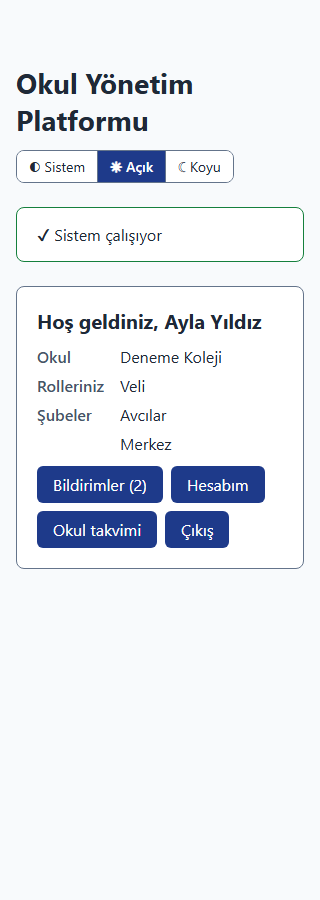 Okul Yönetim
Platformu
◐ Sistem ☀ Açık ☾ Koyu
✓ Sistem çalışıyor
Hoş geldiniz, Ayla Yıldız
Okul Deneme Koleji
Rolleriniz Veli
Şubeler Avcılar
Merkez
Bildirimler (2) Hesabım
Okul takvimi Çıkış